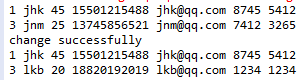 1 jhk 45 15501215488 jhk@qq.com 8745 5412
3 jnm 25 13745856521 jnm@qq.com 7412 3265
change successfully
1 jhk 45 15501215488 jhk@qq.com 8745 5412
3 lkb 20 18820192019 lkb@qq.com 1234 1234